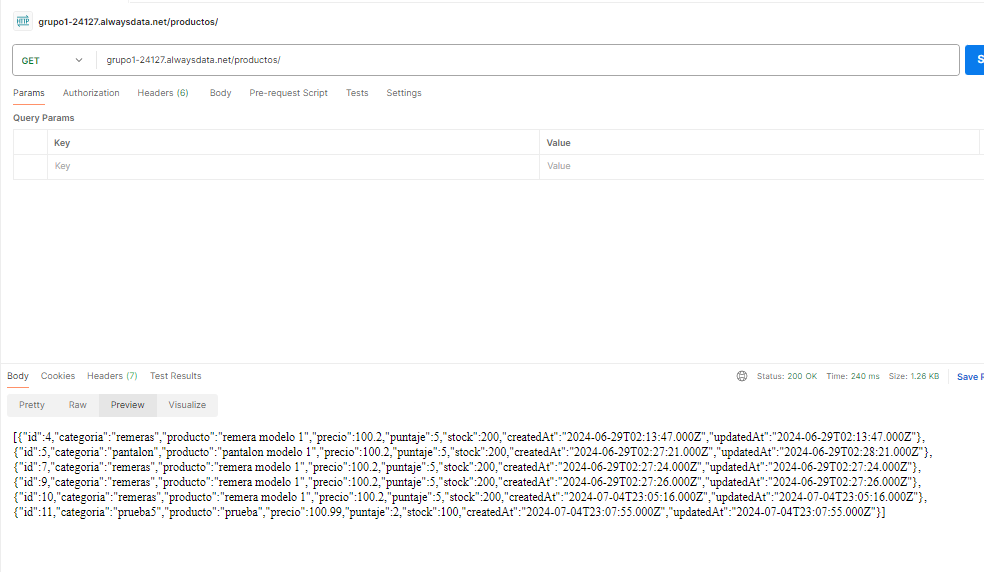 HTTP grupo1-24127.alwaysdata.net/productos/
GET grupo1-24127.alwaysdata.net/productos/ S
Params Authorization Headers (6) Body Pre-request Script Tests Settings
Query Params
Key Value
Key Value
Body Cookies Headers (7) Test Results Status: 200 OK Time: 240 ms Size: 1.26 KB Save R
Pretty Raw Preview Visualize
[{"id":4,"categoria":"remeras","producto":"remera modelo 1","precio":100.2,"puntaje":5,"stock":200,"createdAt":"2024-06-29T02:13:47.000Z","updatedAt":"2024-06-29T02:13:47.000Z"},
{"id":5,"categoria":"pantalon","producto":"pantalon modelo 1","precio":100.2,"puntaje":5,"stock":200,"createdAt":"2024-06-29T02:27:21.000Z","updatedAt":"2024-06-29T02:28:21.000Z"},
{"id":7,"categoria":"remeras","producto":"remera modelo 1","precio":100.2,"puntaje":5,"stock":200,"createdAt":"2024-06-29T02:27:24.000Z","updatedAt":"2024-06-29T02:27:24.000Z"},
{"id":9,"categoria":"remeras","producto":"remera modelo 1","precio":100.2,"puntaje":5,"stock":200,"createdAt":"2024-06-29T02:27:26.000Z","updatedAt":"2024-06-29T02:27:26.000Z"},
{"id":10,"categoria":"remeras","producto":"remera modelo 1","precio":100.2,"puntaje":5,"stock":200,"createdAt":"2024-07-04T23:05:16.000Z","updatedAt":"2024-07-04T23:05:16.000Z"},
{"id":11,"categoria":"prueba5","producto":"prueba","precio":100.99,"puntaje":2,"stock":100,"createdAt":"2024-07-04T23:07:55.000Z","updatedAt":"2024-07-04T23:07:55.000Z"}]